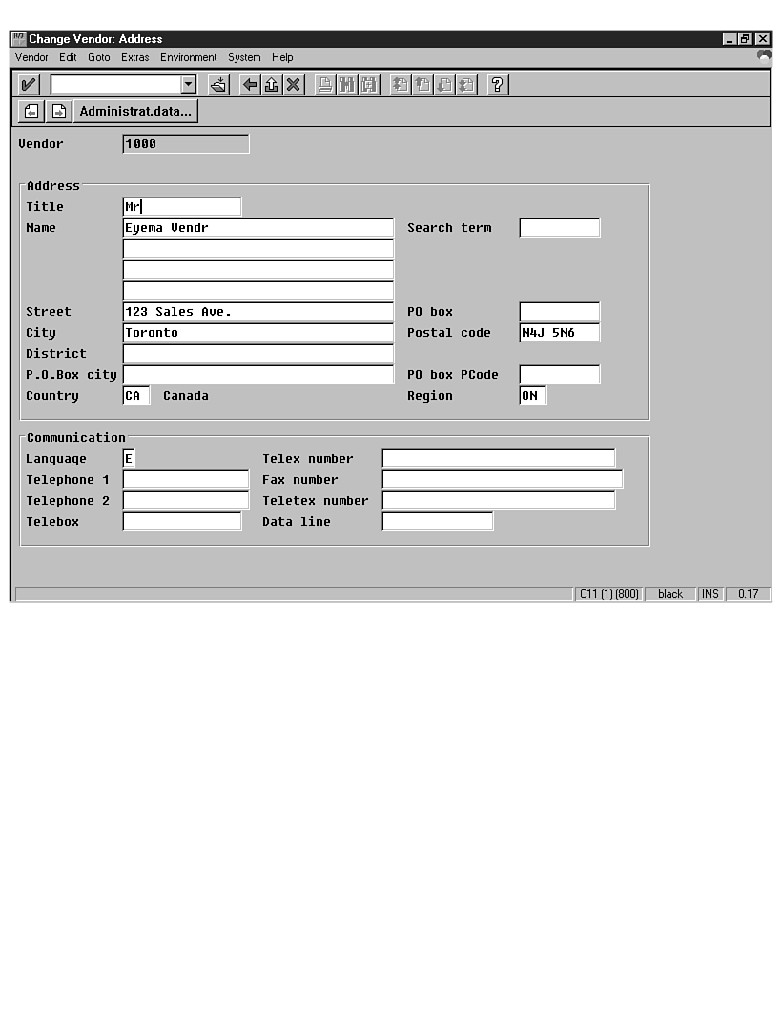 Change Vendor: Address
Vendor Edit Goto Extras Environment System Help
Administrat.data...
Vendor 1000
Address
Title Mr
Name Eyema Vendr Search term
Street 123 Sales Ave. PO box
City Toronto Postal code N4J 5N6
District
P.O.Box city PO box PCode
Country CA Canada Region ON
Communication
Language E Telex number
Telephone 1 Fax number
Telephone 2 Teletex number
Telebox Data line
C11 (1) (800) black INS 0.17